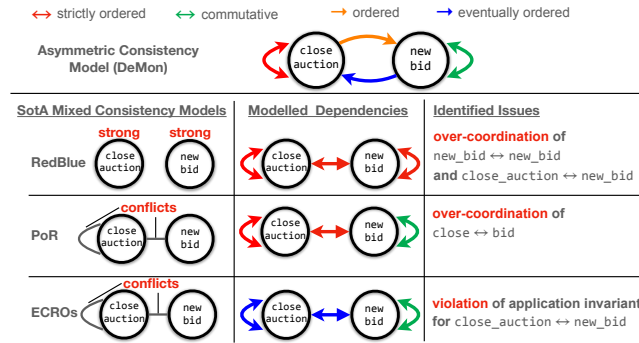 ↔ strictly ordered ↔ commutative → ordered → eventually ordered
Asymmetric Consistency
Model (DeMon)
close
auction
new
bid
SotA Mixed Consistency Models
Modelled Dependencies
Identified Issues
RedBlue
strong
strong
close
auction
new
bid
close
auction
new
bid
over-coordination of
new_bid ↔ new_bid
and close_auction ↔ new_bid
PoR
conflicts
close
auction
new
bid
close
auction
new
bid
over-coordination of
close ↔ bid
ECROs
conflicts
close
auction
new
bid
close
auction
new
bid
violation of application invariant
for close_auction ↔ new_bid